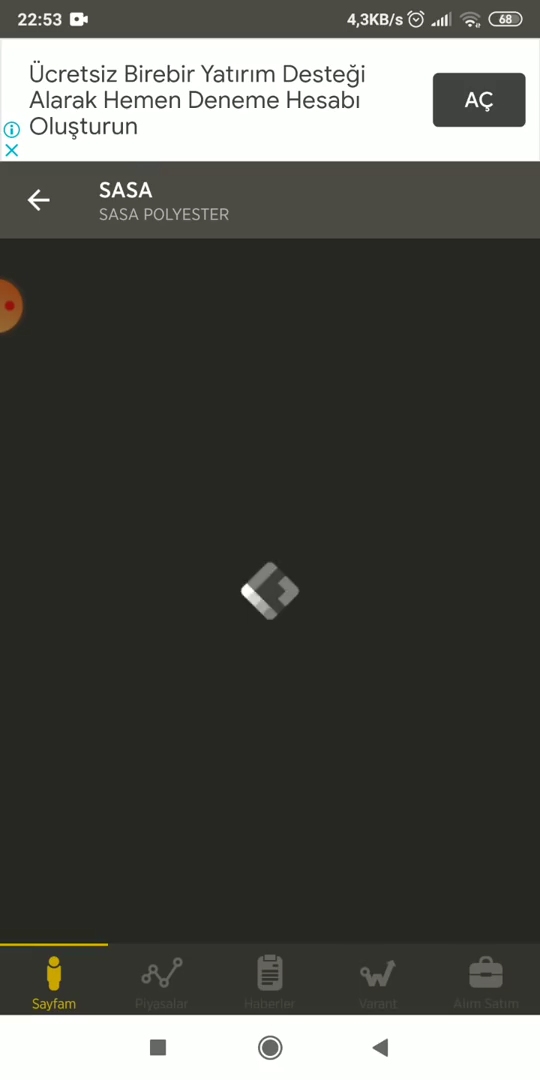 22:53
4,3KB/s
68
Ücretsiz Birebir Yatırım Desteği
Alarak Hemen Deneme Hesabı
Oluşturun
AÇ
SASA
SASA POLYESTER
Sayfam
Piyasalar
Haberler
Varant
Alım Satım